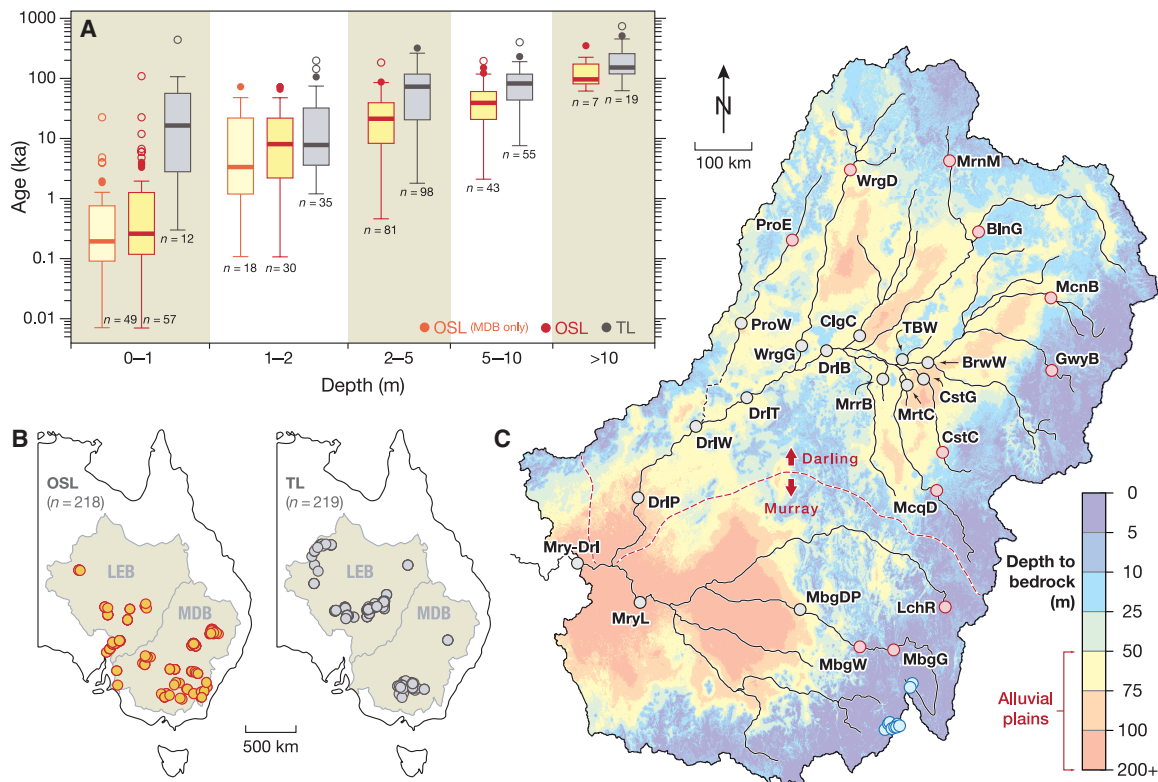 A
1000
100
10
1
0.1
0.01
Age (ka)
n = 49
n = 57
n = 12
n = 18
n = 30
n = 35
n = 81
n = 98
n = 43
n = 55
n = 7
n = 19
OSL (MDB only)
OSL
TL
0–1
1–2
2–5
5–10
>10
Depth (m)
B
OSL
(n = 218)
LEB
MDB
TL
(n = 219)
LEB
MDB
500 km
C
N
100 km
MrnM
WrgD
ProE
BlnG
McnB
ProW
ClgC
TBW
WrgG
DrlB
BrwW
GwyB
MrrB
CstG
DrlT
MrtC
DrlW
CstC
Darling
Murray
DrlP
McqD
Mry-Drl
MryL
MbgDP
LchR
MbgW
MbgG
Depth to
bedrock
(m)
0
5
10
25
50
75
100
200+
Alluvial
plains